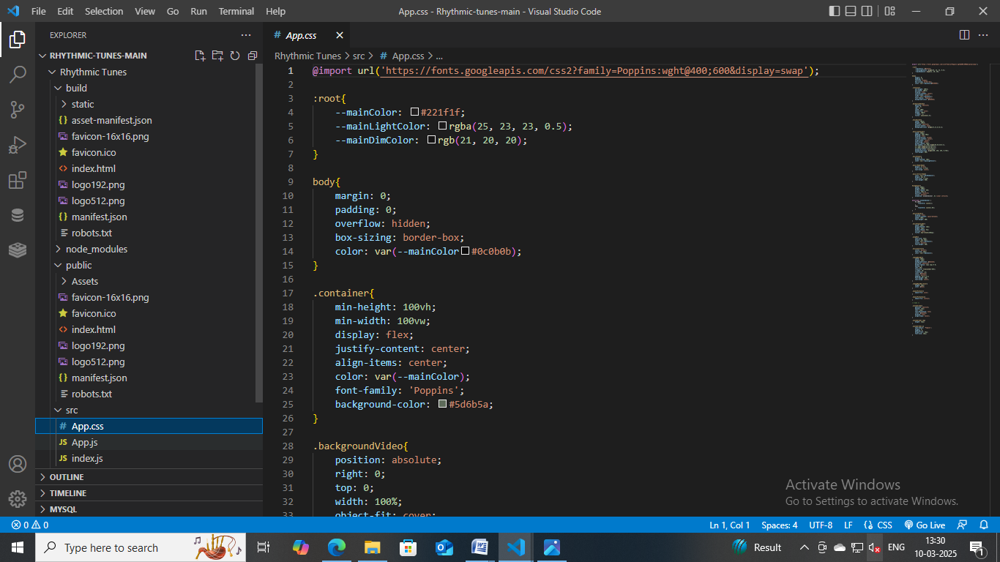 File Edit Selection View Go Run Terminal Help
App.css - Rhythmic-tunes-main - Visual Studio Code
EXPLORER
RHYTHMIC-TUNES-MAIN
Rhythmic Tunes
build
static
asset-manifest.json
favicon-16x16.png
favicon.ico
index.html
logo192.png
logo512.png
manifest.json
robots.txt
node_modules
public
Assets
favicon-16x16.png
favicon.ico
index.html
logo192.png
logo512.png
manifest.json
robots.txt
src
App.css
App.js
index.js
OUTLINE
TIMELINE
MYSQL
App.css
Rhythmic Tunes > src > # App.css > ...
1 @import url('https://fonts.googleapis.com/css2?family=Poppins:wght@400;600&display=swap');
2
3 :root{
4 --mainColor: #221f1f;
5 --mainLightColor: rgba(25, 23, 23, 0.5);
6 --mainDimColor: rgb(21, 20, 20);
7 }
8
9 body{
10 margin: 0;
11 padding: 0;
12 overflow: hidden;
13 box-sizing: border-box;
14 color: var(--mainColor#0c0b0b);
15 }
16
17 .container{
18 min-height: 100vh;
19 min-width: 100vw;
20 display: flex;
21 justify-content: center;
22 align-items: center;
23 color: var(--mainColor);
24 font-family: 'Poppins';
25 background-color: #5d6b5a;
26 }
27
28 .backgroundVideo{
29 position: absolute;
30 right: 0;
31 top: 0;
32 width: 100%;
33 object-fit: cover;
Activate Windows
Go to Settings to activate Windows.
0 0
Ln 1, Col 1 Spaces: 4 UTF-8 LF CSS Go Live
Type here to search
Result
ENG
13:30
10-03-2025
1